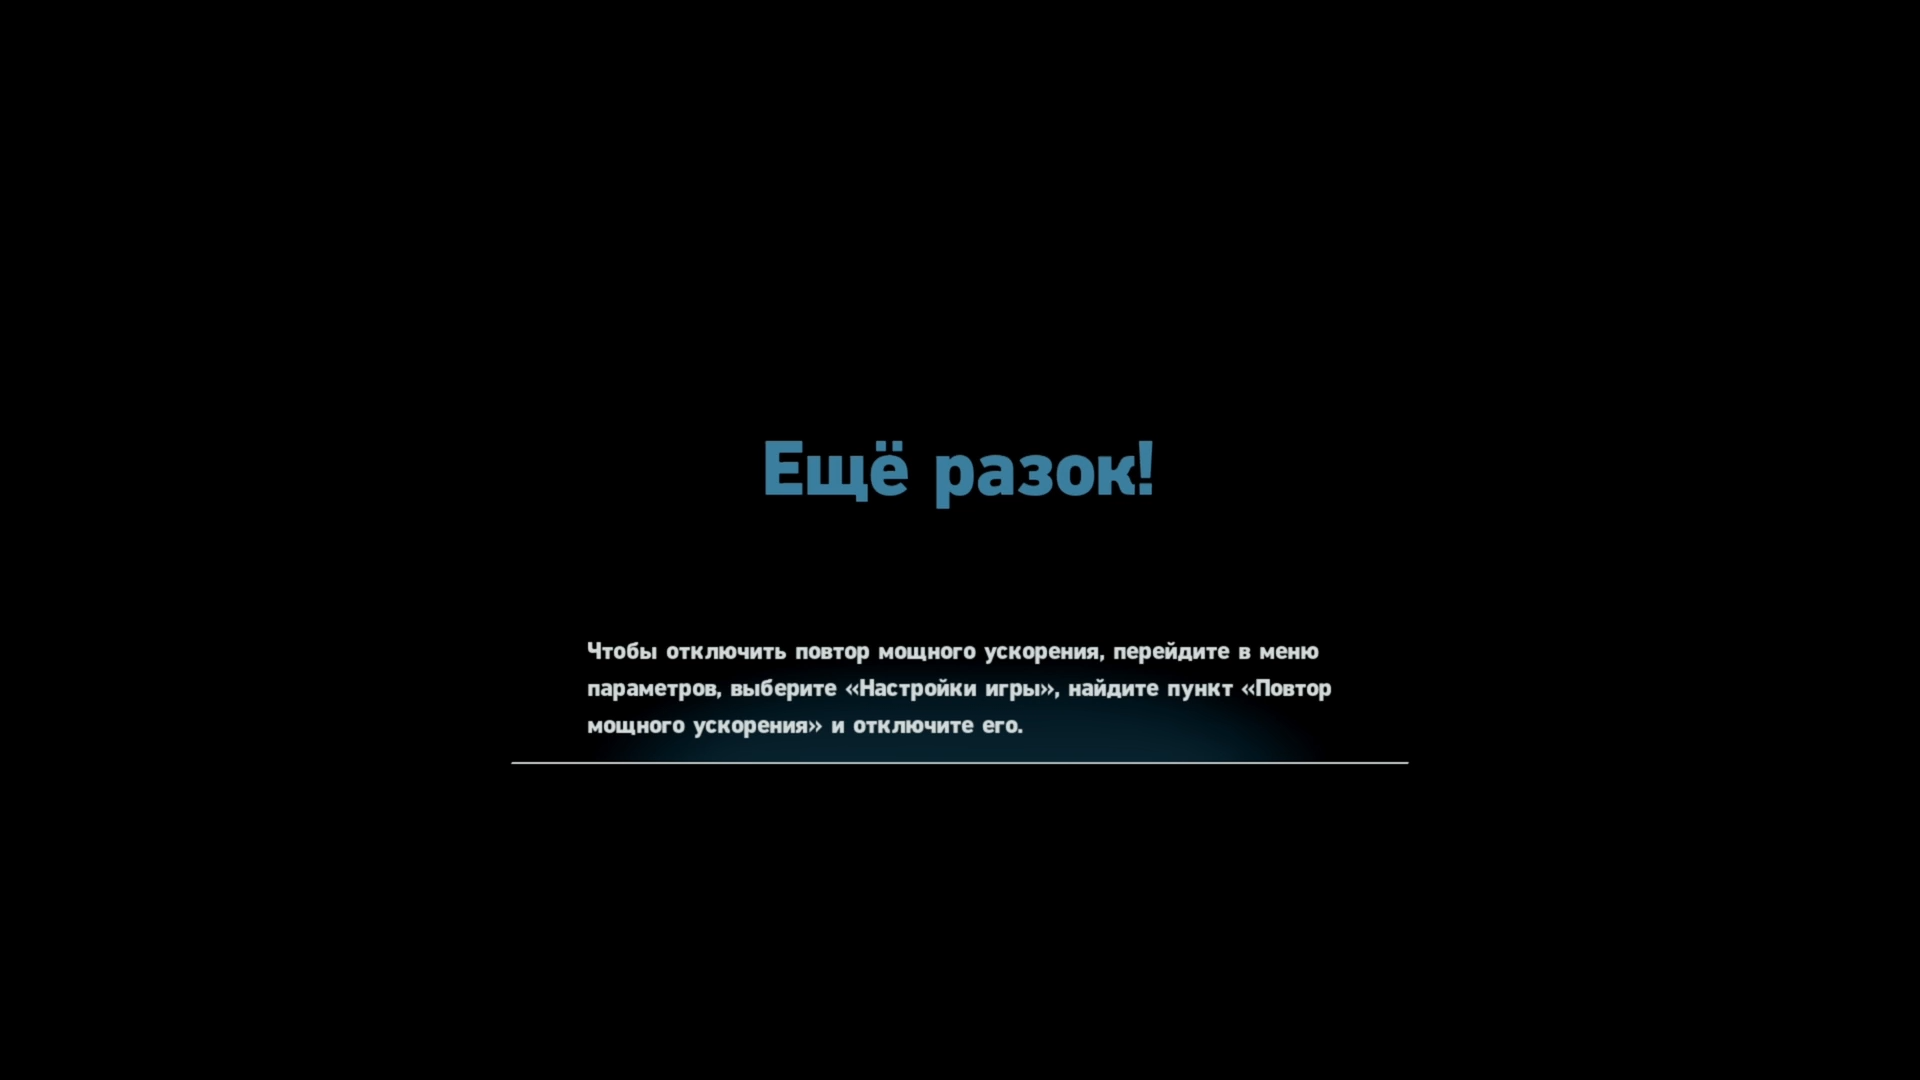 Ещё разок!
Чтобы отключить повтор мощного ускорения, перейдите в меню
параметров, выберите «Настройки игры», найдите пункт «Повтор
мощного ускорения» и отключите его.